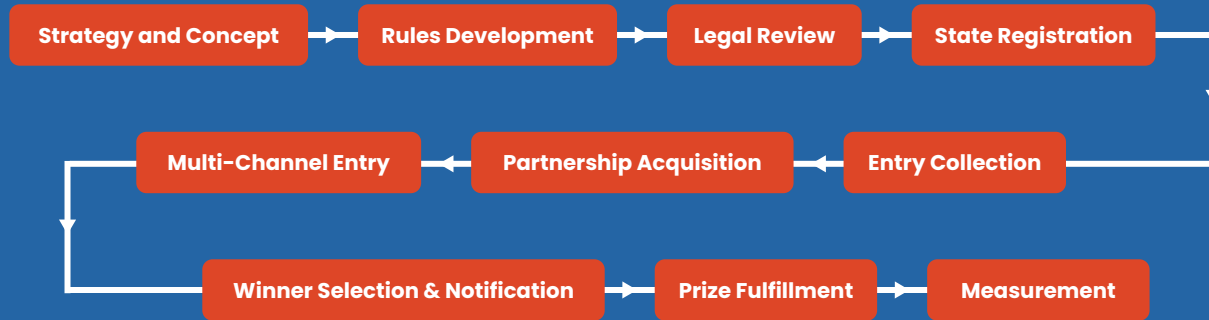 Strategy and Concept
Rules Development
Legal Review
State Registration
Entry Collection
Partnership Acquisition
Multi-Channel Entry
Winner Selection & Notification
Prize Fulfillment
Measurement